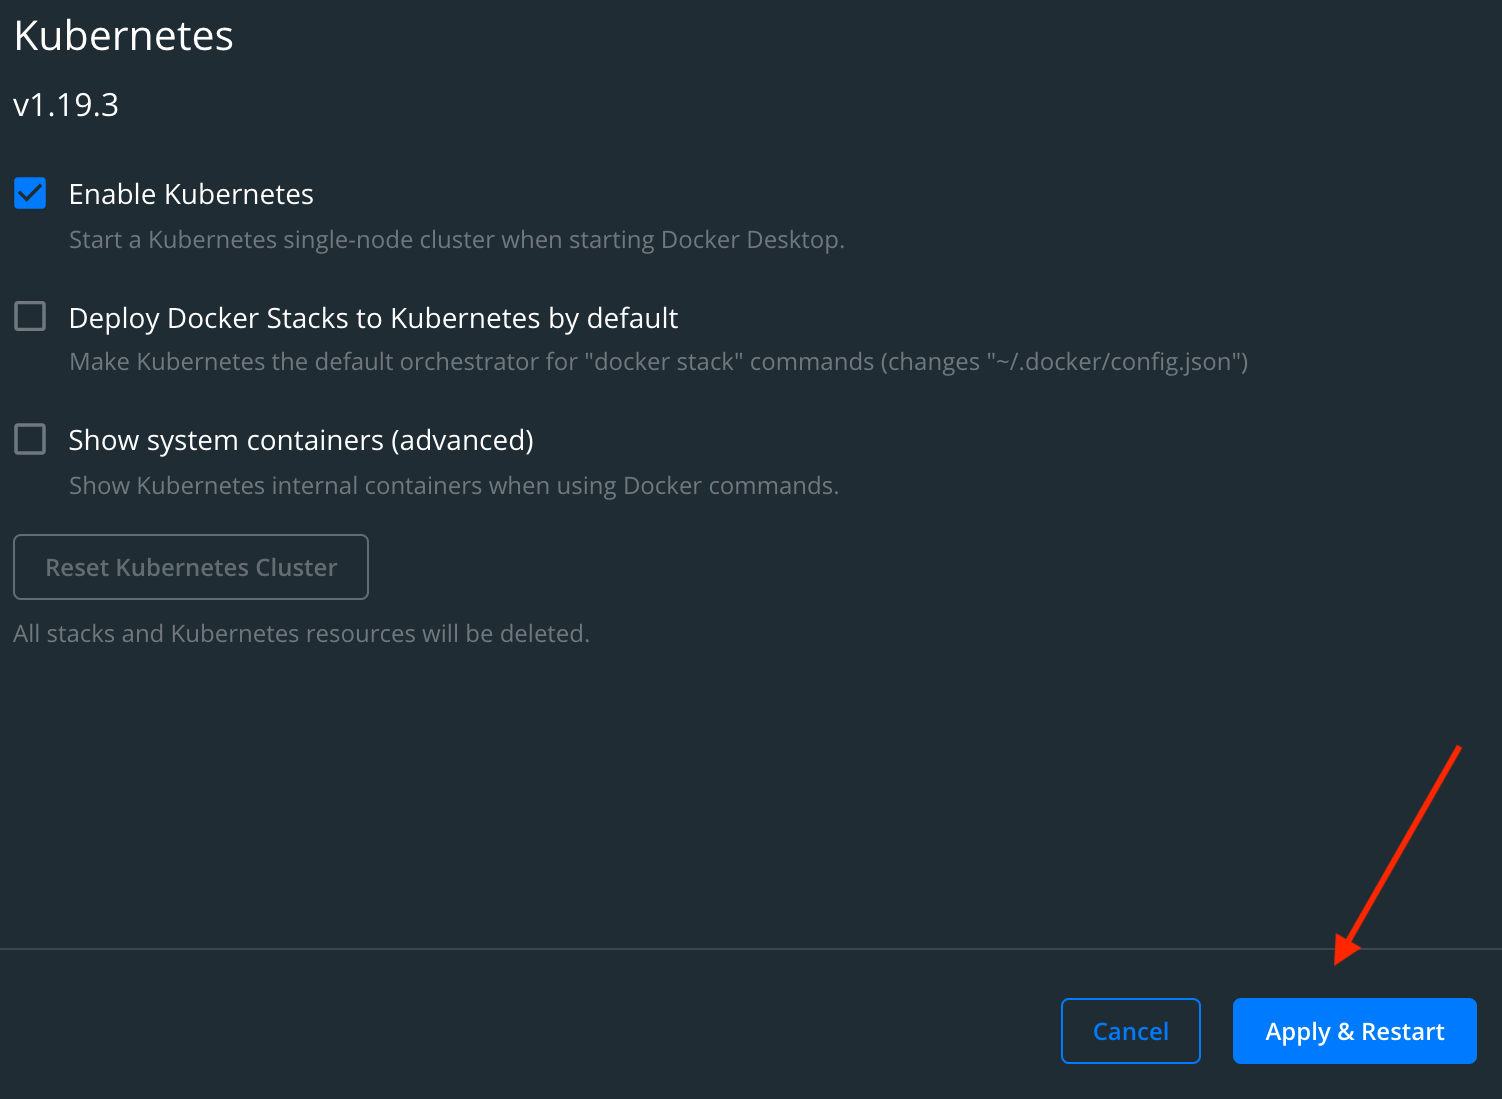 Kubernetes
v1.19.3
Enable Kubernetes
Start a Kubernetes single-node cluster when starting Docker Desktop.
Deploy Docker Stacks to Kubernetes by default
Make Kubernetes the default orchestrator for "docker stack" commands (changes "~/.docker/config.json")
Show system containers (advanced)
Show Kubernetes internal containers when using Docker commands.
Reset Kubernetes Cluster
All stacks and Kubernetes resources will be deleted.
Cancel
Apply & Restart